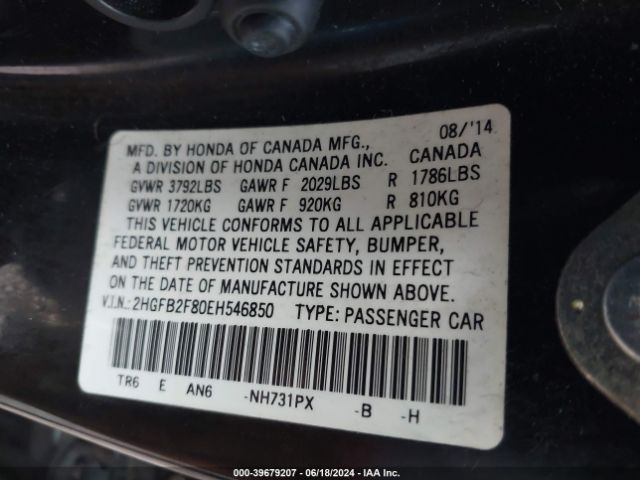 08/'14
MFD. BY HONDA OF CANADA MFG.,
A DIVISION OF HONDA CANADA INC. CANADA
GVWR 3792LBS GAWR F 2029LBS R 1786LBS
GVWR 1720KG GAWR F 920KG R 810KG
THIS VEHICLE CONFORMS TO ALL APPLICABLE
FEDERAL MOTOR VEHICLE SAFETY, BUMPER,
AND THEFT PREVENTION STANDARDS IN EFFECT
ON THE DATE OF MANUFACTURE SHOWN ABOVE.
V.I.N.: 2HGFB2F80EH546850 TYPE: PASSENGER CAR
TR6 E AN6 -NH731PX -B -H
000-39679207 - 06/18/2024 - IAA Inc.